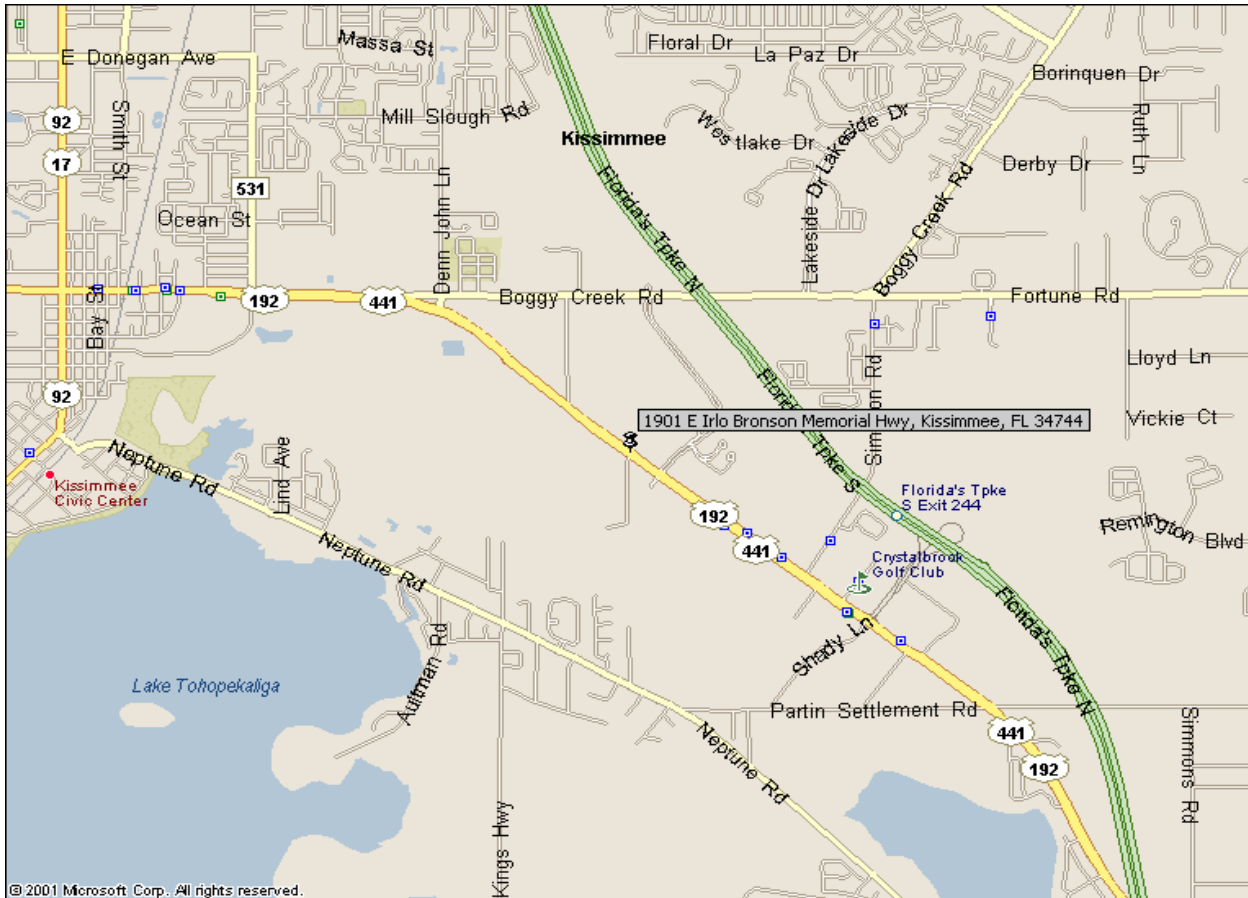 Massa St
Floral Dr
La Paz Dr
E Donegan Ave
Borinquen Dr
Smith St
Mill Slough Rd
Ruth Ln
92
Kissimmee
Westlake Dr
Lakeside Dr
17
Derby Dr
531
Denn John Ln
Florida's Tpke N
Lakeside Dr
Boggy Creek Rd
Ocean St
192
441
Boggy Creek Rd
Fortune Rd
Bay St
Lloyd Ln
92
Florida's Tpke S
Simpson Rd
1901 E Irlo Bronson Memorial Hwy, Kissimmee, FL 34744
Vickie Ct
Neptune Rd
Lind Ave
Kissimmee
Civic Center
Florida's Tpke
S Exit 244
192
441
Remington Blvd
Neptune Rd
Crystalbrook
Golf Club
Florida's Tpke N
Shady Ln
Aultman Rd
Lake Tohopekaliga
Partin Settlement Rd
441
192
Neptune Rd
Simmons Rd
Kings Hwy
© 2001 Microsoft Corp. All rights reserved.